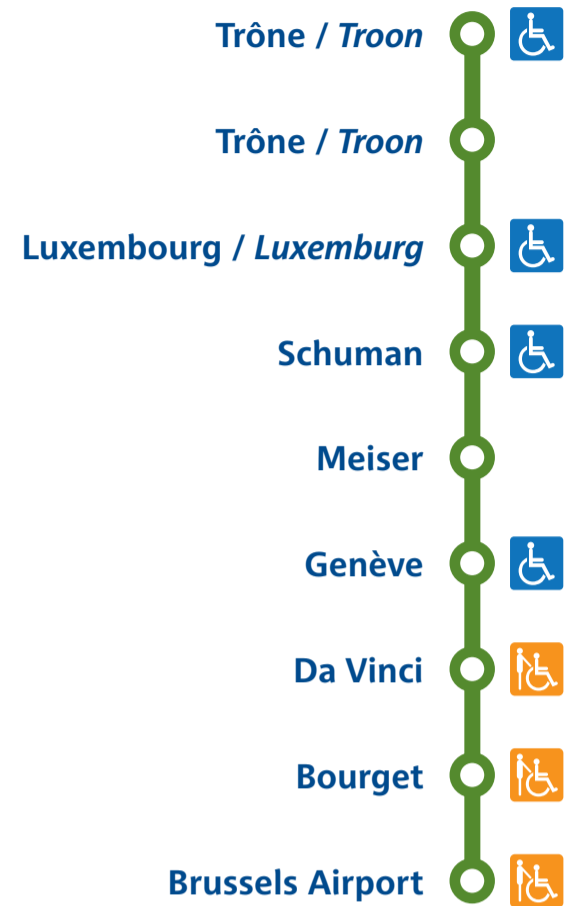 Trône / Troon
Trône / Troon
Luxembourg / Luxemburg
Schuman
Meiser
Genève
Da Vinci
Bourget
Brussels Airport